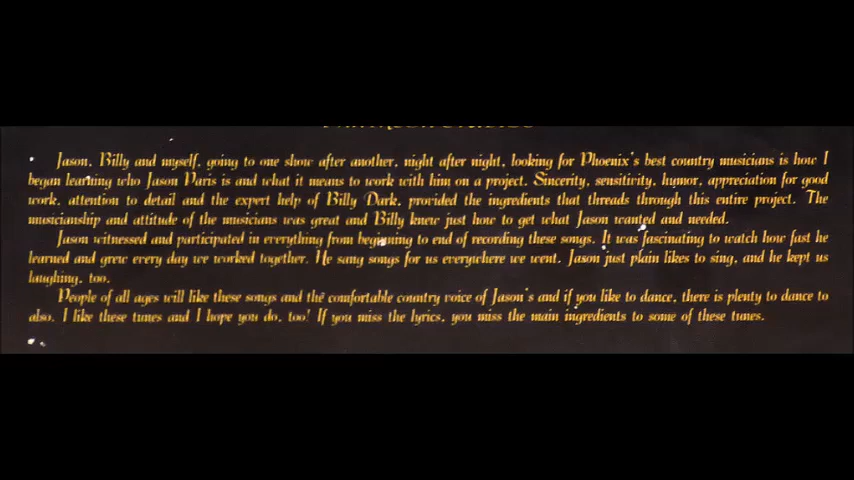 Jason, Billy and myself, going to one show after another, night after night, looking for Phoenix's best country musicians is how I
began learning who Jason Paris is and what it means to work with him on a project. Sincerity, sensitivity, humor, appreciation for good
work, attention to detail and the expert help of Billy Dark, provided the ingredients that threads through this entire project. The
musicianship and attitude of the musicians was great and Billy knew just how to get what Jason wanted and needed.
Jason witnessed and participated in everything from beginning to end of recording these songs. It was fascinating to watch how fast he
learned and grew every day we worked together. He sang songs for us everywhere we went. Jason just plain likes to sing, and he kept us
laughing, too.
People of all ages will like these songs and the comfortable country voice of Jason's and if you like to dance, there is plenty to dance to
also. I like these tunes and I hope you do, too! If you miss the lyrics, you miss the main ingredients to some of these tunes.